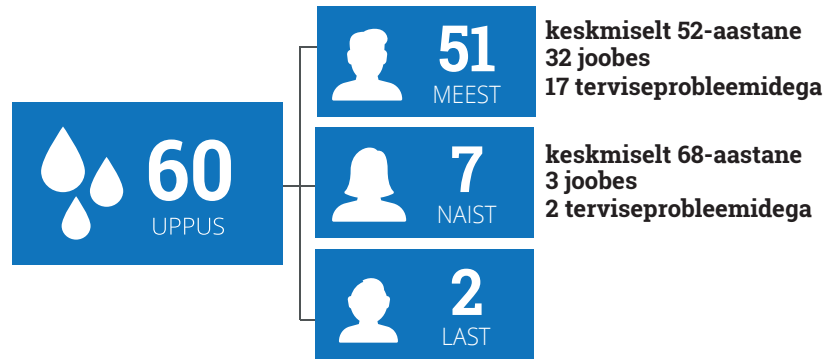 60
UPPUS
51
MEEST
keskmiselt 52-aastane
32 joobes
17 terviseprobleemidega
7
NAIST
keskmiselt 68-aastane
3 joobes
2 terviseprobleemidega
2
LAST